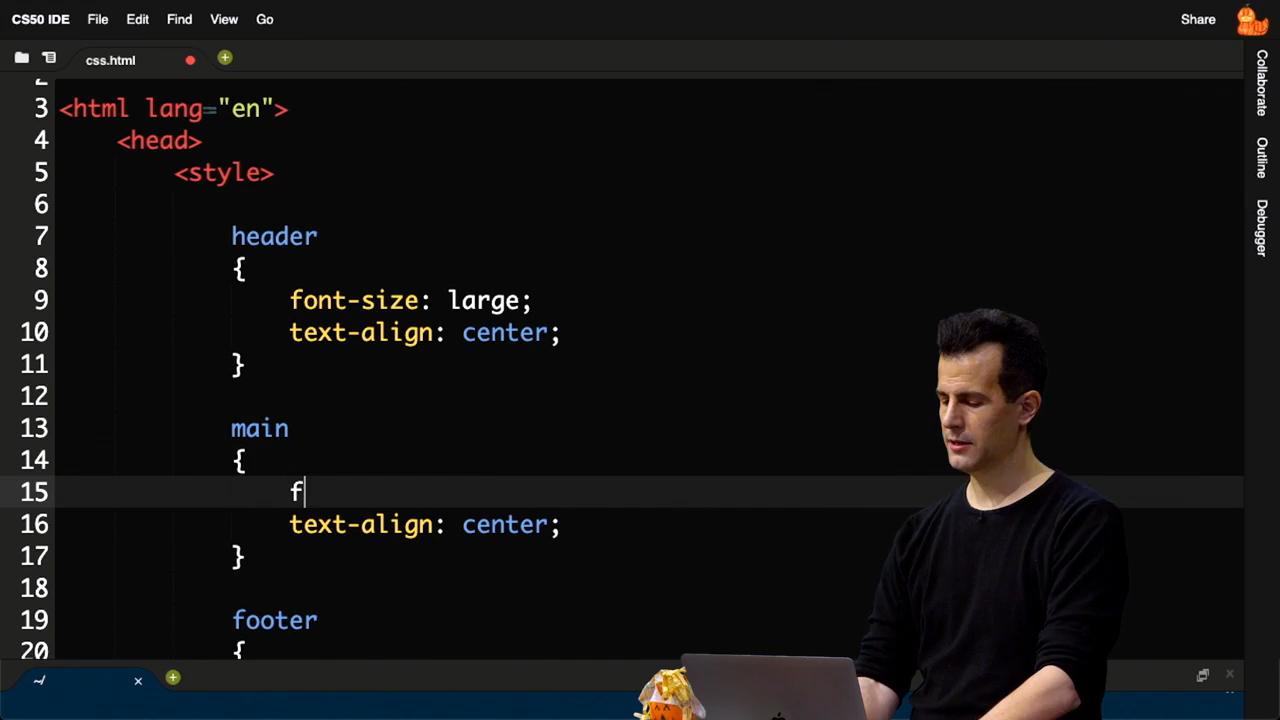 CS50 IDE File Edit Find View Go Share
css.html
Collaborate
Outline
Debugger
3 <html lang="en">
4 <head>
5 <style>
6
7 header
8 {
9 font-size: large;
10 text-align: center;
11 }
12
13 main
14 {
15 f
16 text-align: center;
17 }
18
19 footer
20 {